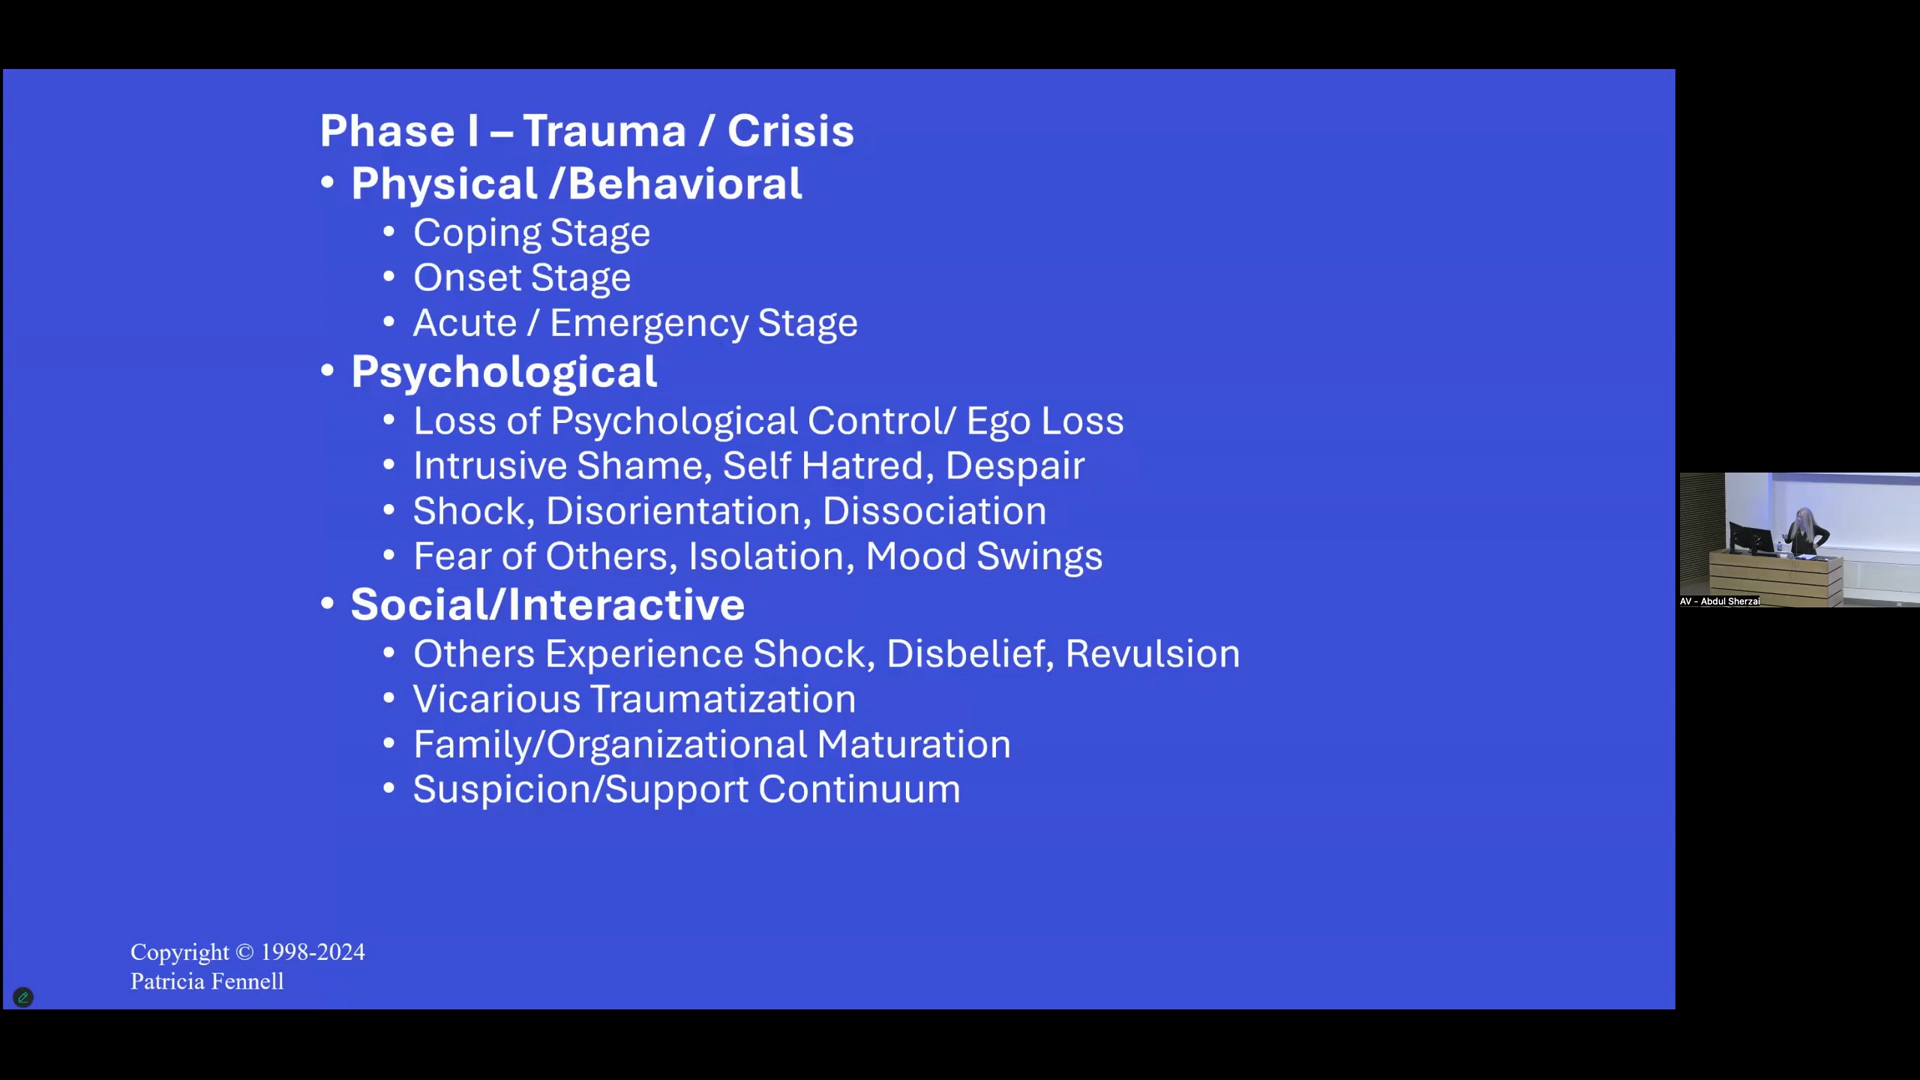 Phase I – Trauma / Crisis
• Physical /Behavioral
• Coping Stage
• Onset Stage
• Acute / Emergency Stage
• Psychological
• Loss of Psychological Control/ Ego Loss
• Intrusive Shame, Self Hatred, Despair
• Shock, Disorientation, Dissociation
• Fear of Others, Isolation, Mood Swings
• Social/Interactive
• Others Experience Shock, Disbelief, Revulsion
• Vicarious Traumatization
• Family/Organizational Maturation
• Suspicion/Support Continuum
Copyright © 1998-2024
Patricia Fennell
AV - Abdul Sherzai